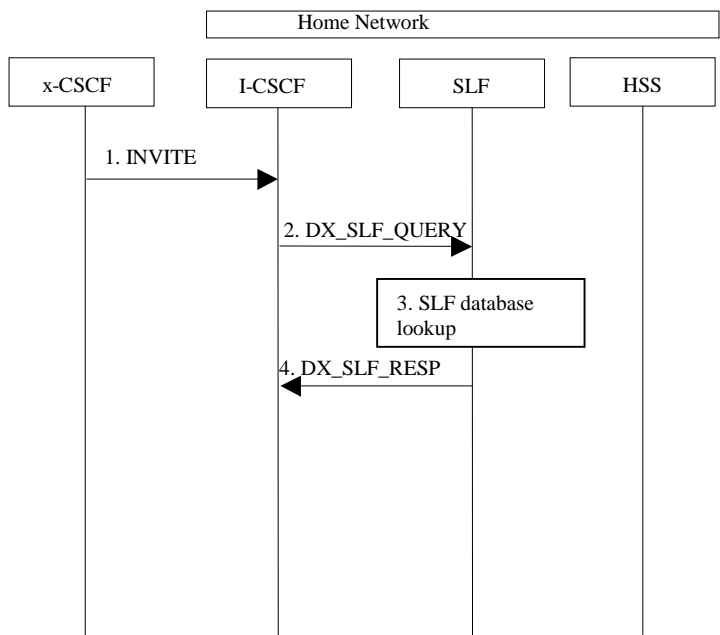 Home Network
x-CSCF
I-CSCF
SLF
HSS
1. INVITE
2. DX_SLF_QUERY
3. SLF database
lookup
4. DX_SLF_RESP